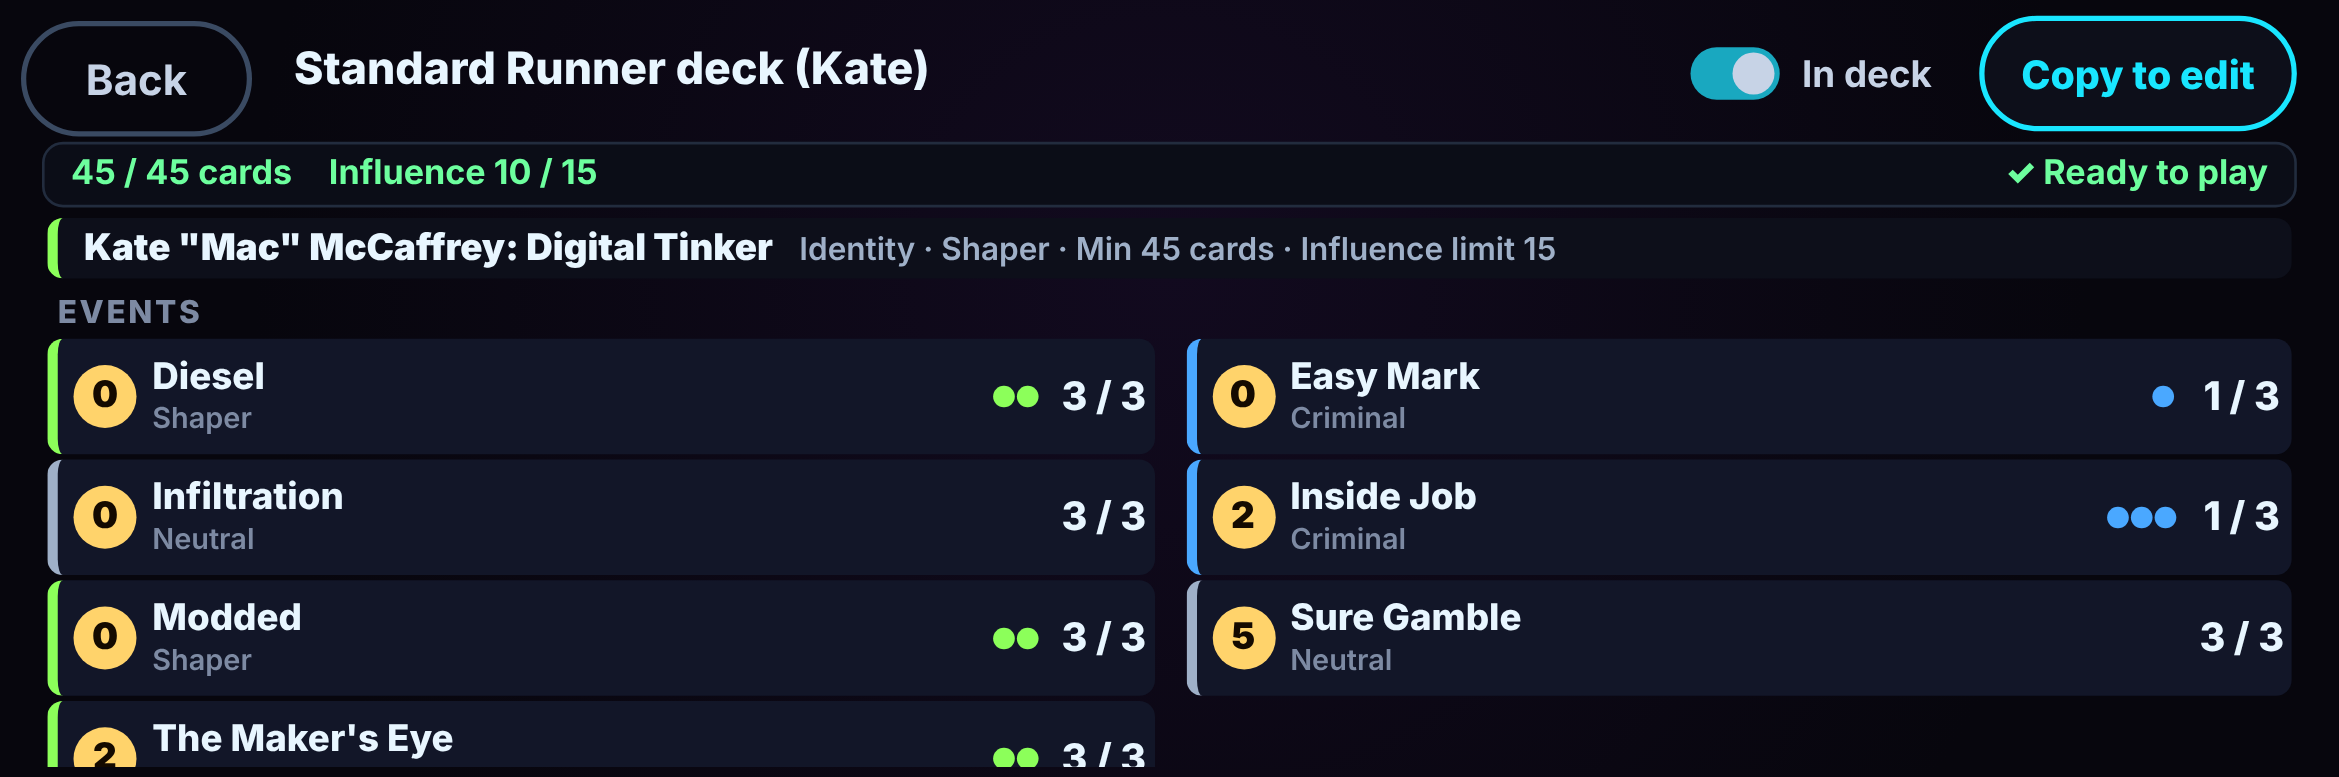 Back
Standard Runner deck (Kate)
In deck
Copy to edit
45 / 45 cards Influence 10 / 15
✓ Ready to play
Kate "Mac" McCaffrey: Digital Tinker Identity · Shaper · Min 45 cards · Influence limit 15
EVENTS
0 Diesel 3 / 3
Shaper
0 Easy Mark 1 / 3
Criminal
0 Infiltration 3 / 3
Neutral
2 Inside Job 1 / 3
Criminal
0 Modded 3 / 3
Shaper
5 Sure Gamble 3 / 3
Neutral
2 The Maker's Eye 3 / 3